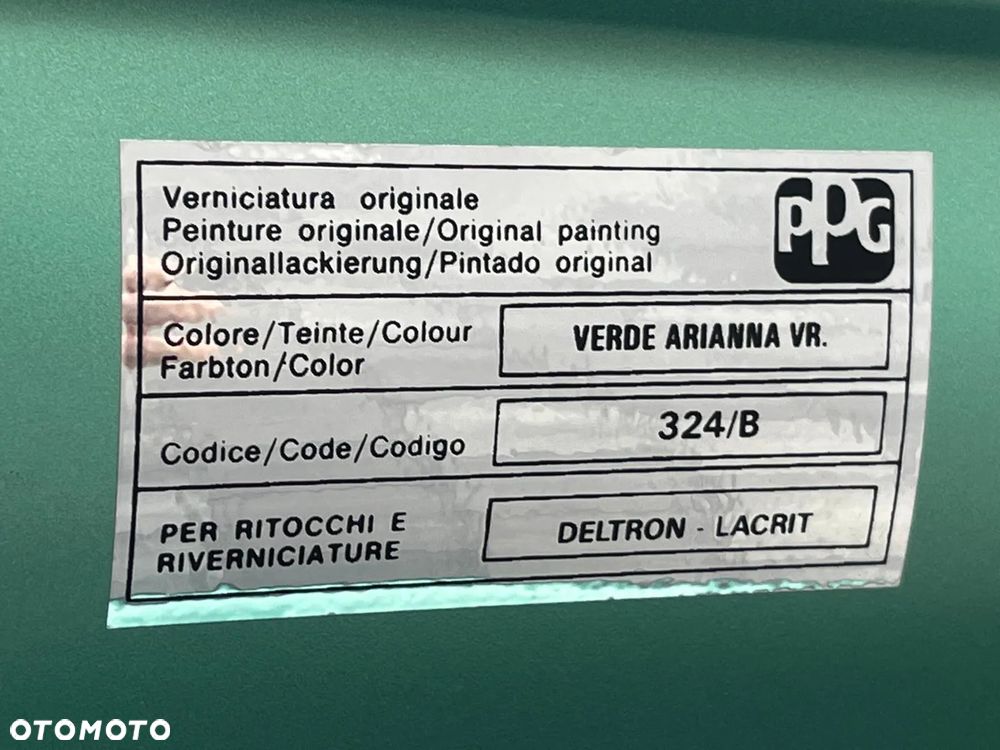 Verniciatura originale
Peinture originale/Original painting
Originallackierung/Pintado original
PPG
Colore/Teinte/Colour
Farbton/Color
VERDE ARIANNA VR.
Codice/Code/Codigo
324/B
PER RITOCCHI E
RIVERNICIATURE
DELTRON - LACRIT
OTOMOTO